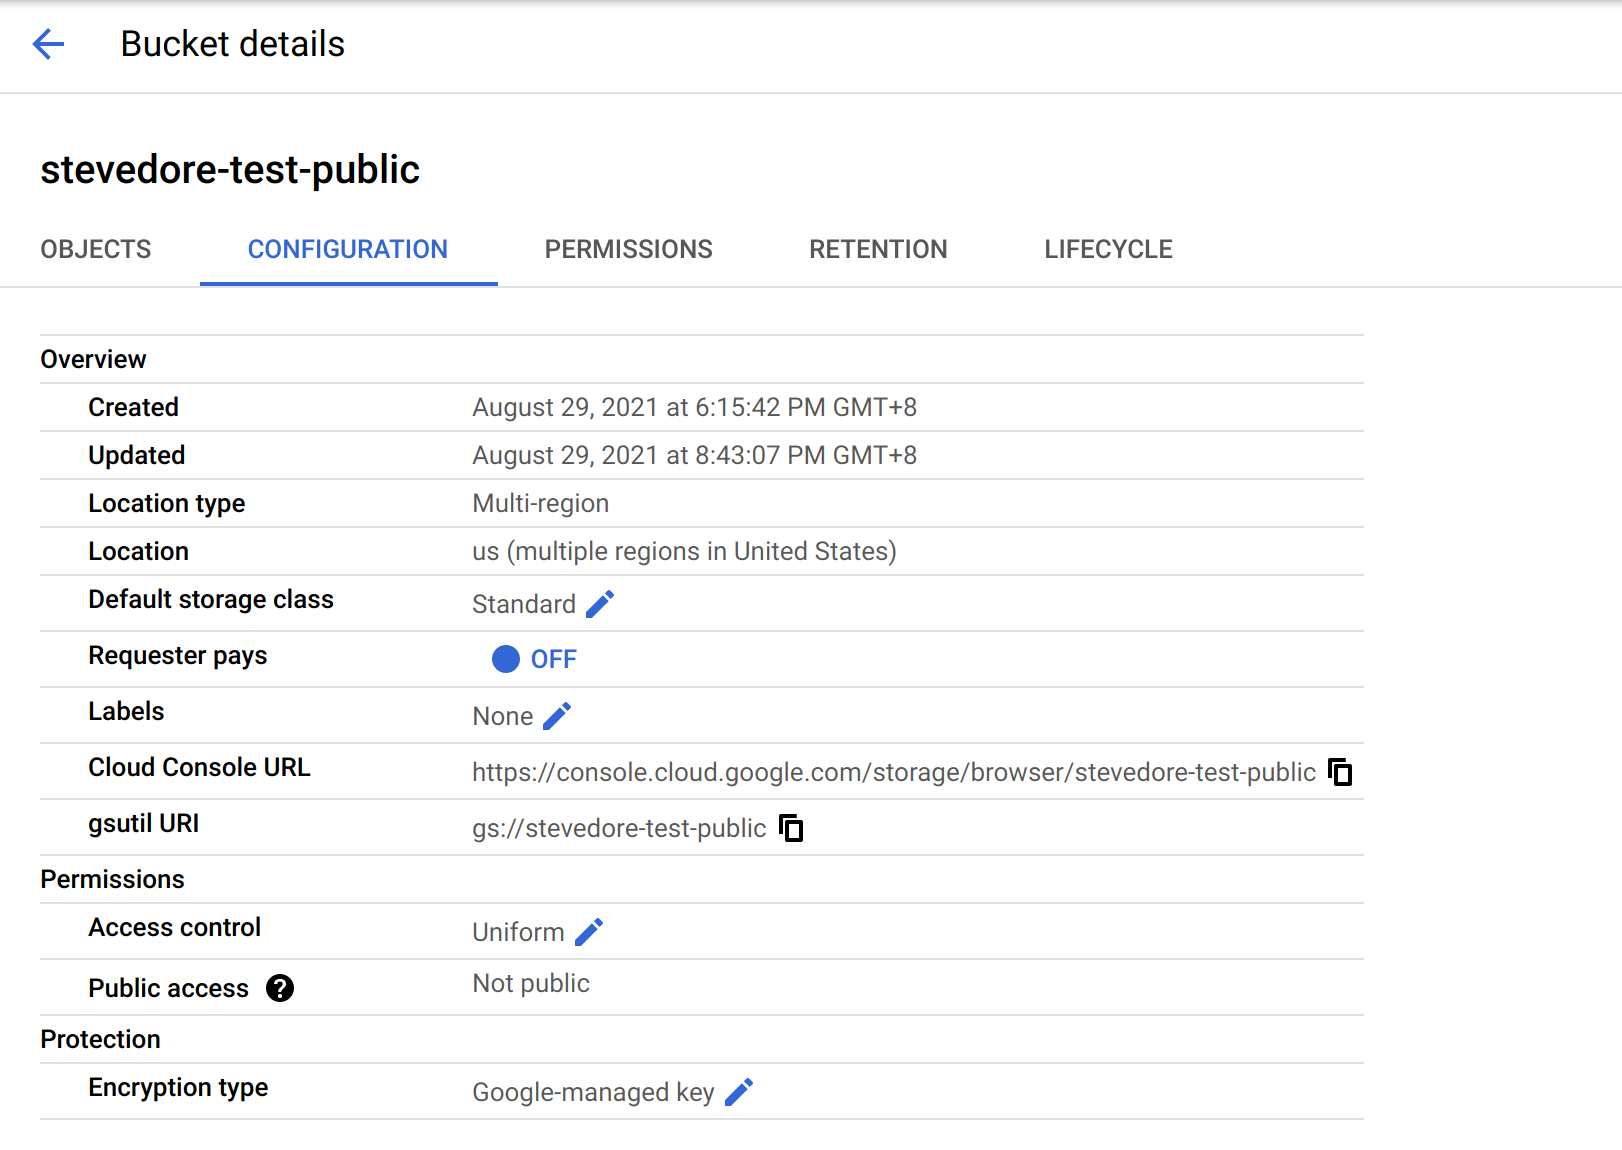 Bucket details
stevedore-test-public
OBJECTS CONFIGURATION PERMISSIONS RETENTION LIFECYCLE
Overview
Created August 29, 2021 at 6:15:42 PM GMT+8
Updated August 29, 2021 at 8:43:07 PM GMT+8
Location type Multi-region
Location us (multiple regions in United States)
Default storage class Standard
Requester pays OFF
Labels None
Cloud Console URL https://console.cloud.google.com/storage/browser/stevedore-test-public
gsutil URI gs://stevedore-test-public
Permissions
Access control Uniform
Public access ? Not public
Protection
Encryption type Google-managed key